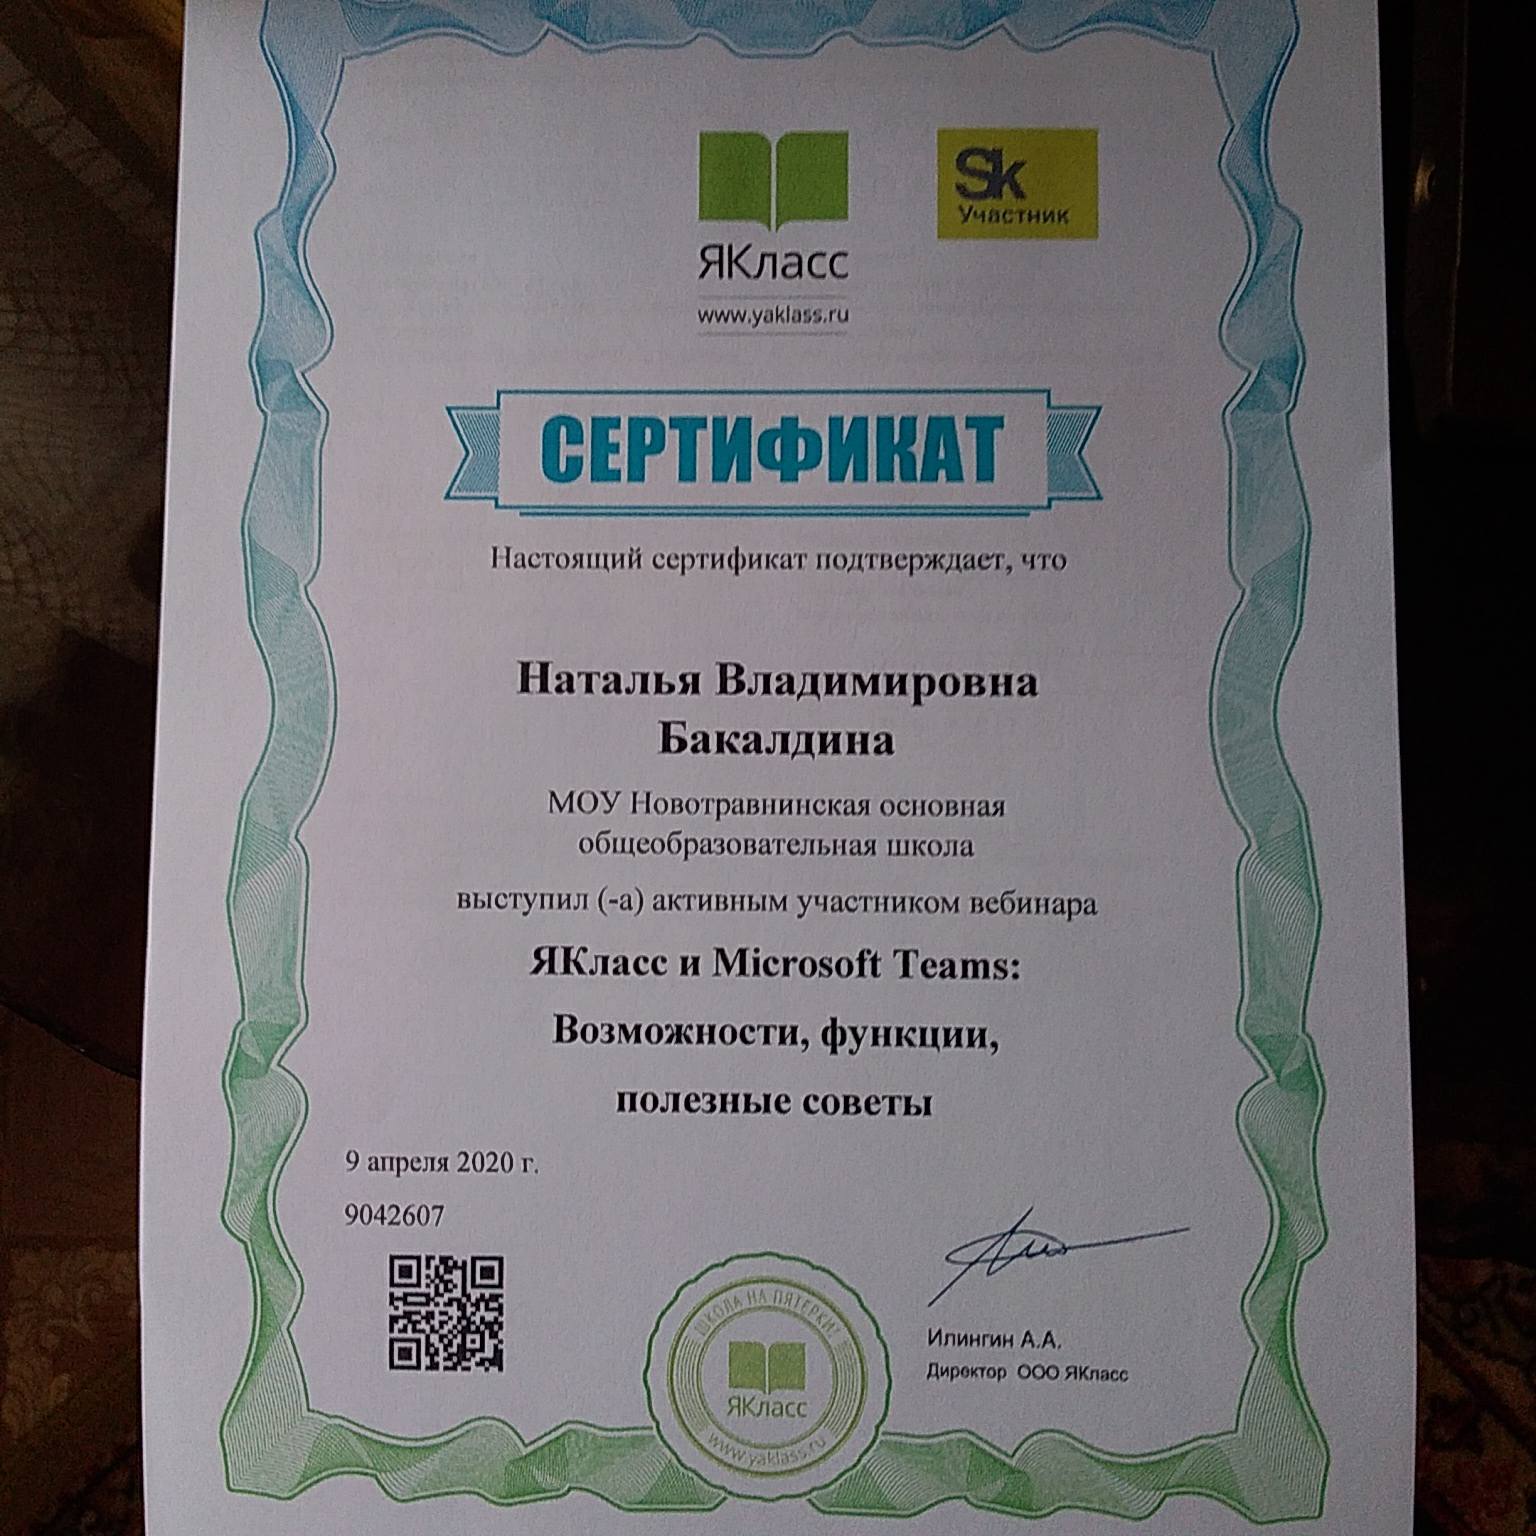 ЯКласс
www.yaklass.ru
Sk
Участник
СЕРТИФИКАТ
Настоящий сертификат подтверждает, что
Наталья Владимировна
Бакалдина
МОУ Новотравнинская основная
общеобразовательная школа
выступил (-а) активным участником вебинара
ЯКласс и Microsoft Teams:
Возможности, функции,
полезные советы
9 апреля 2020 г.
9042607
ШКОЛА НА ПЯТЕРКУ
ЯКласс
www.yaklass.ru
Илингин А.А.
Директор ООО ЯКласс